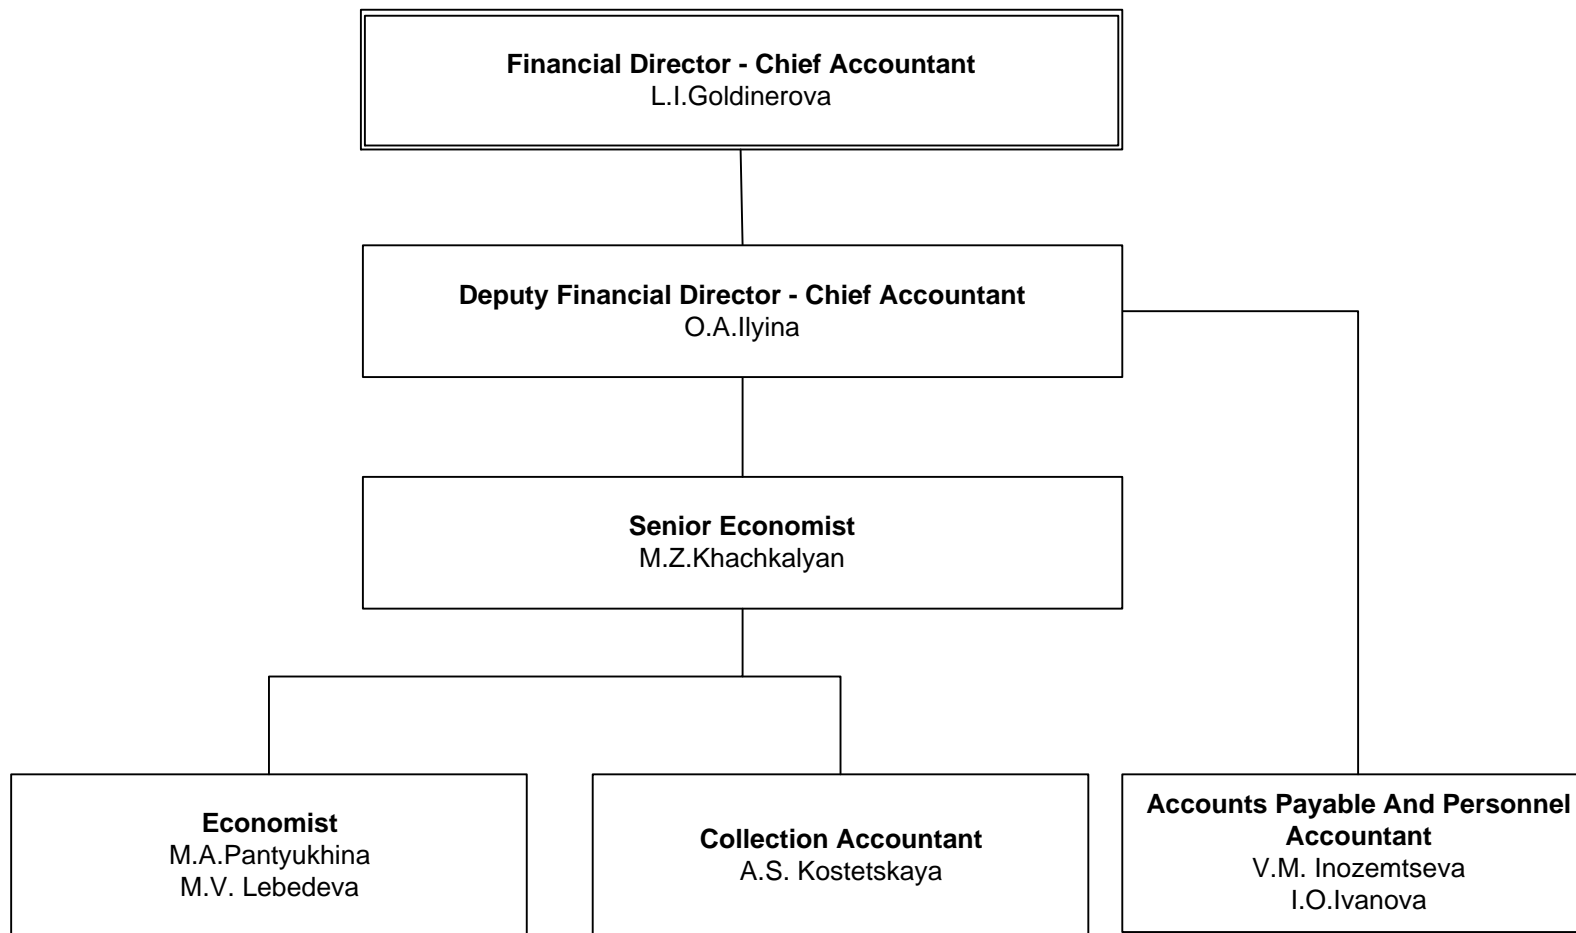 Financial Director - Chief Accountant
L.I.Goldinerova
Deputy Financial Director - Chief Accountant
O.A.Ilyina
Senior Economist
M.Z.Khachkalyan
Economist
M.A.Pantyukhina
M.V. Lebedeva
Collection Accountant
A.S. Kostetskaya
Accounts Payable And Personnel
Accountant
V.M. Inozemtseva
I.O.Ivanova